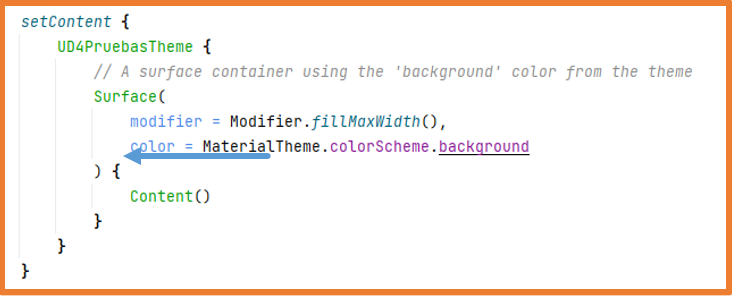 setContent {
UD4PruebasTheme {
// A surface container using the 'background' color from the theme
Surface(
modifier = Modifier.fillMaxWidth(),
color = MaterialTheme.colorScheme.background
) {
Content()
}
}
}